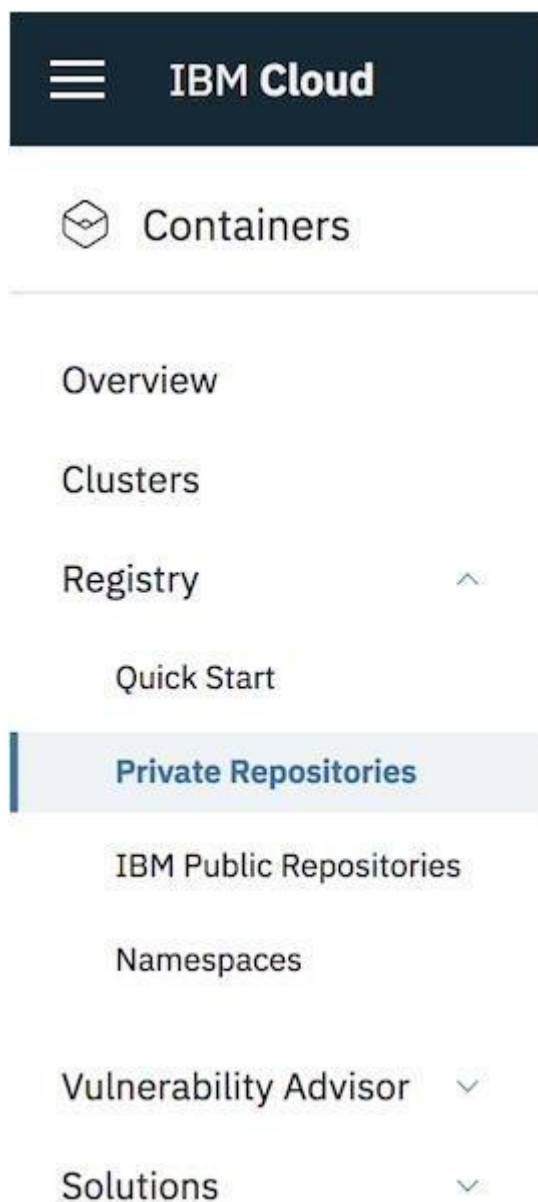 IBM Cloud
Containers
Overview
Clusters
Registry
Quick Start
Private Repositories
IBM Public Repositories
Namespaces
Vulnerability Advisor
Solutions